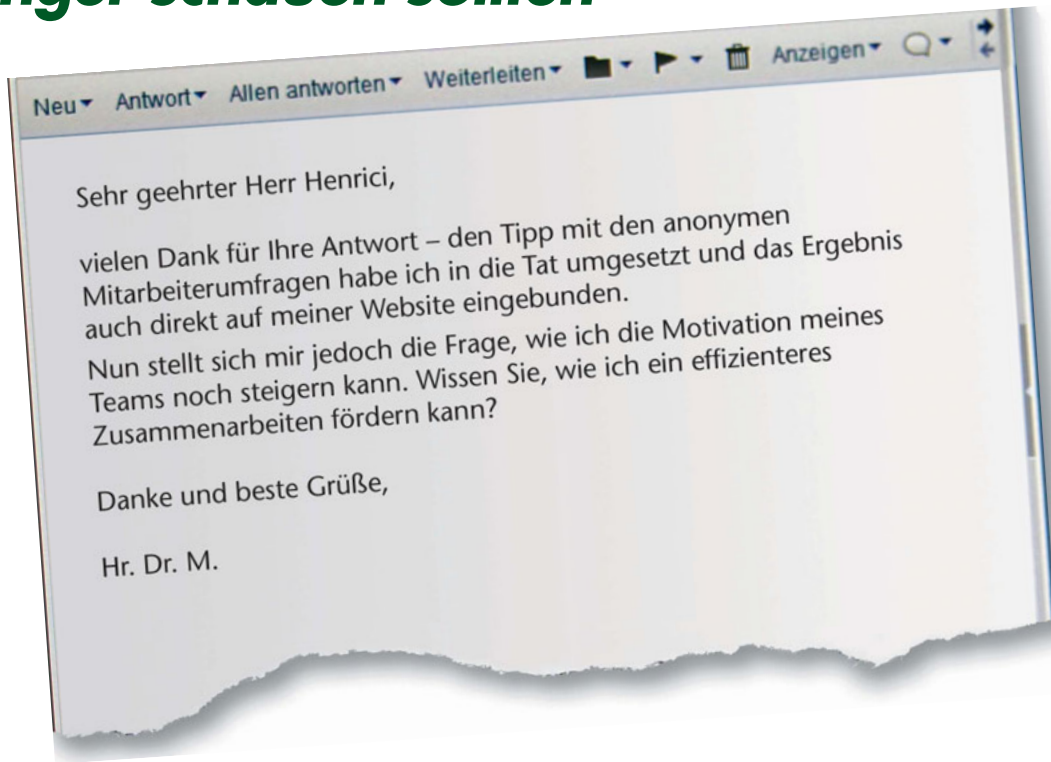 Neu Antwort Allen antworten Weiterleiten Anzeigen
Sehr geehrter Herr Henrici,
vielen Dank für Ihre Antwort – den Tipp mit den anonymen
Mitarbeiterumfragen habe ich in die Tat umgesetzt und das Ergebnis
auch direkt auf meiner Website eingebunden.
Nun stellt sich mir jedoch die Frage, wie ich die Motivation meines
Teams noch steigern kann. Wissen Sie, wie ich ein effizienteres
Zusammenarbeiten fördern kann?
Danke und beste Grüße,
Hr. Dr. M.